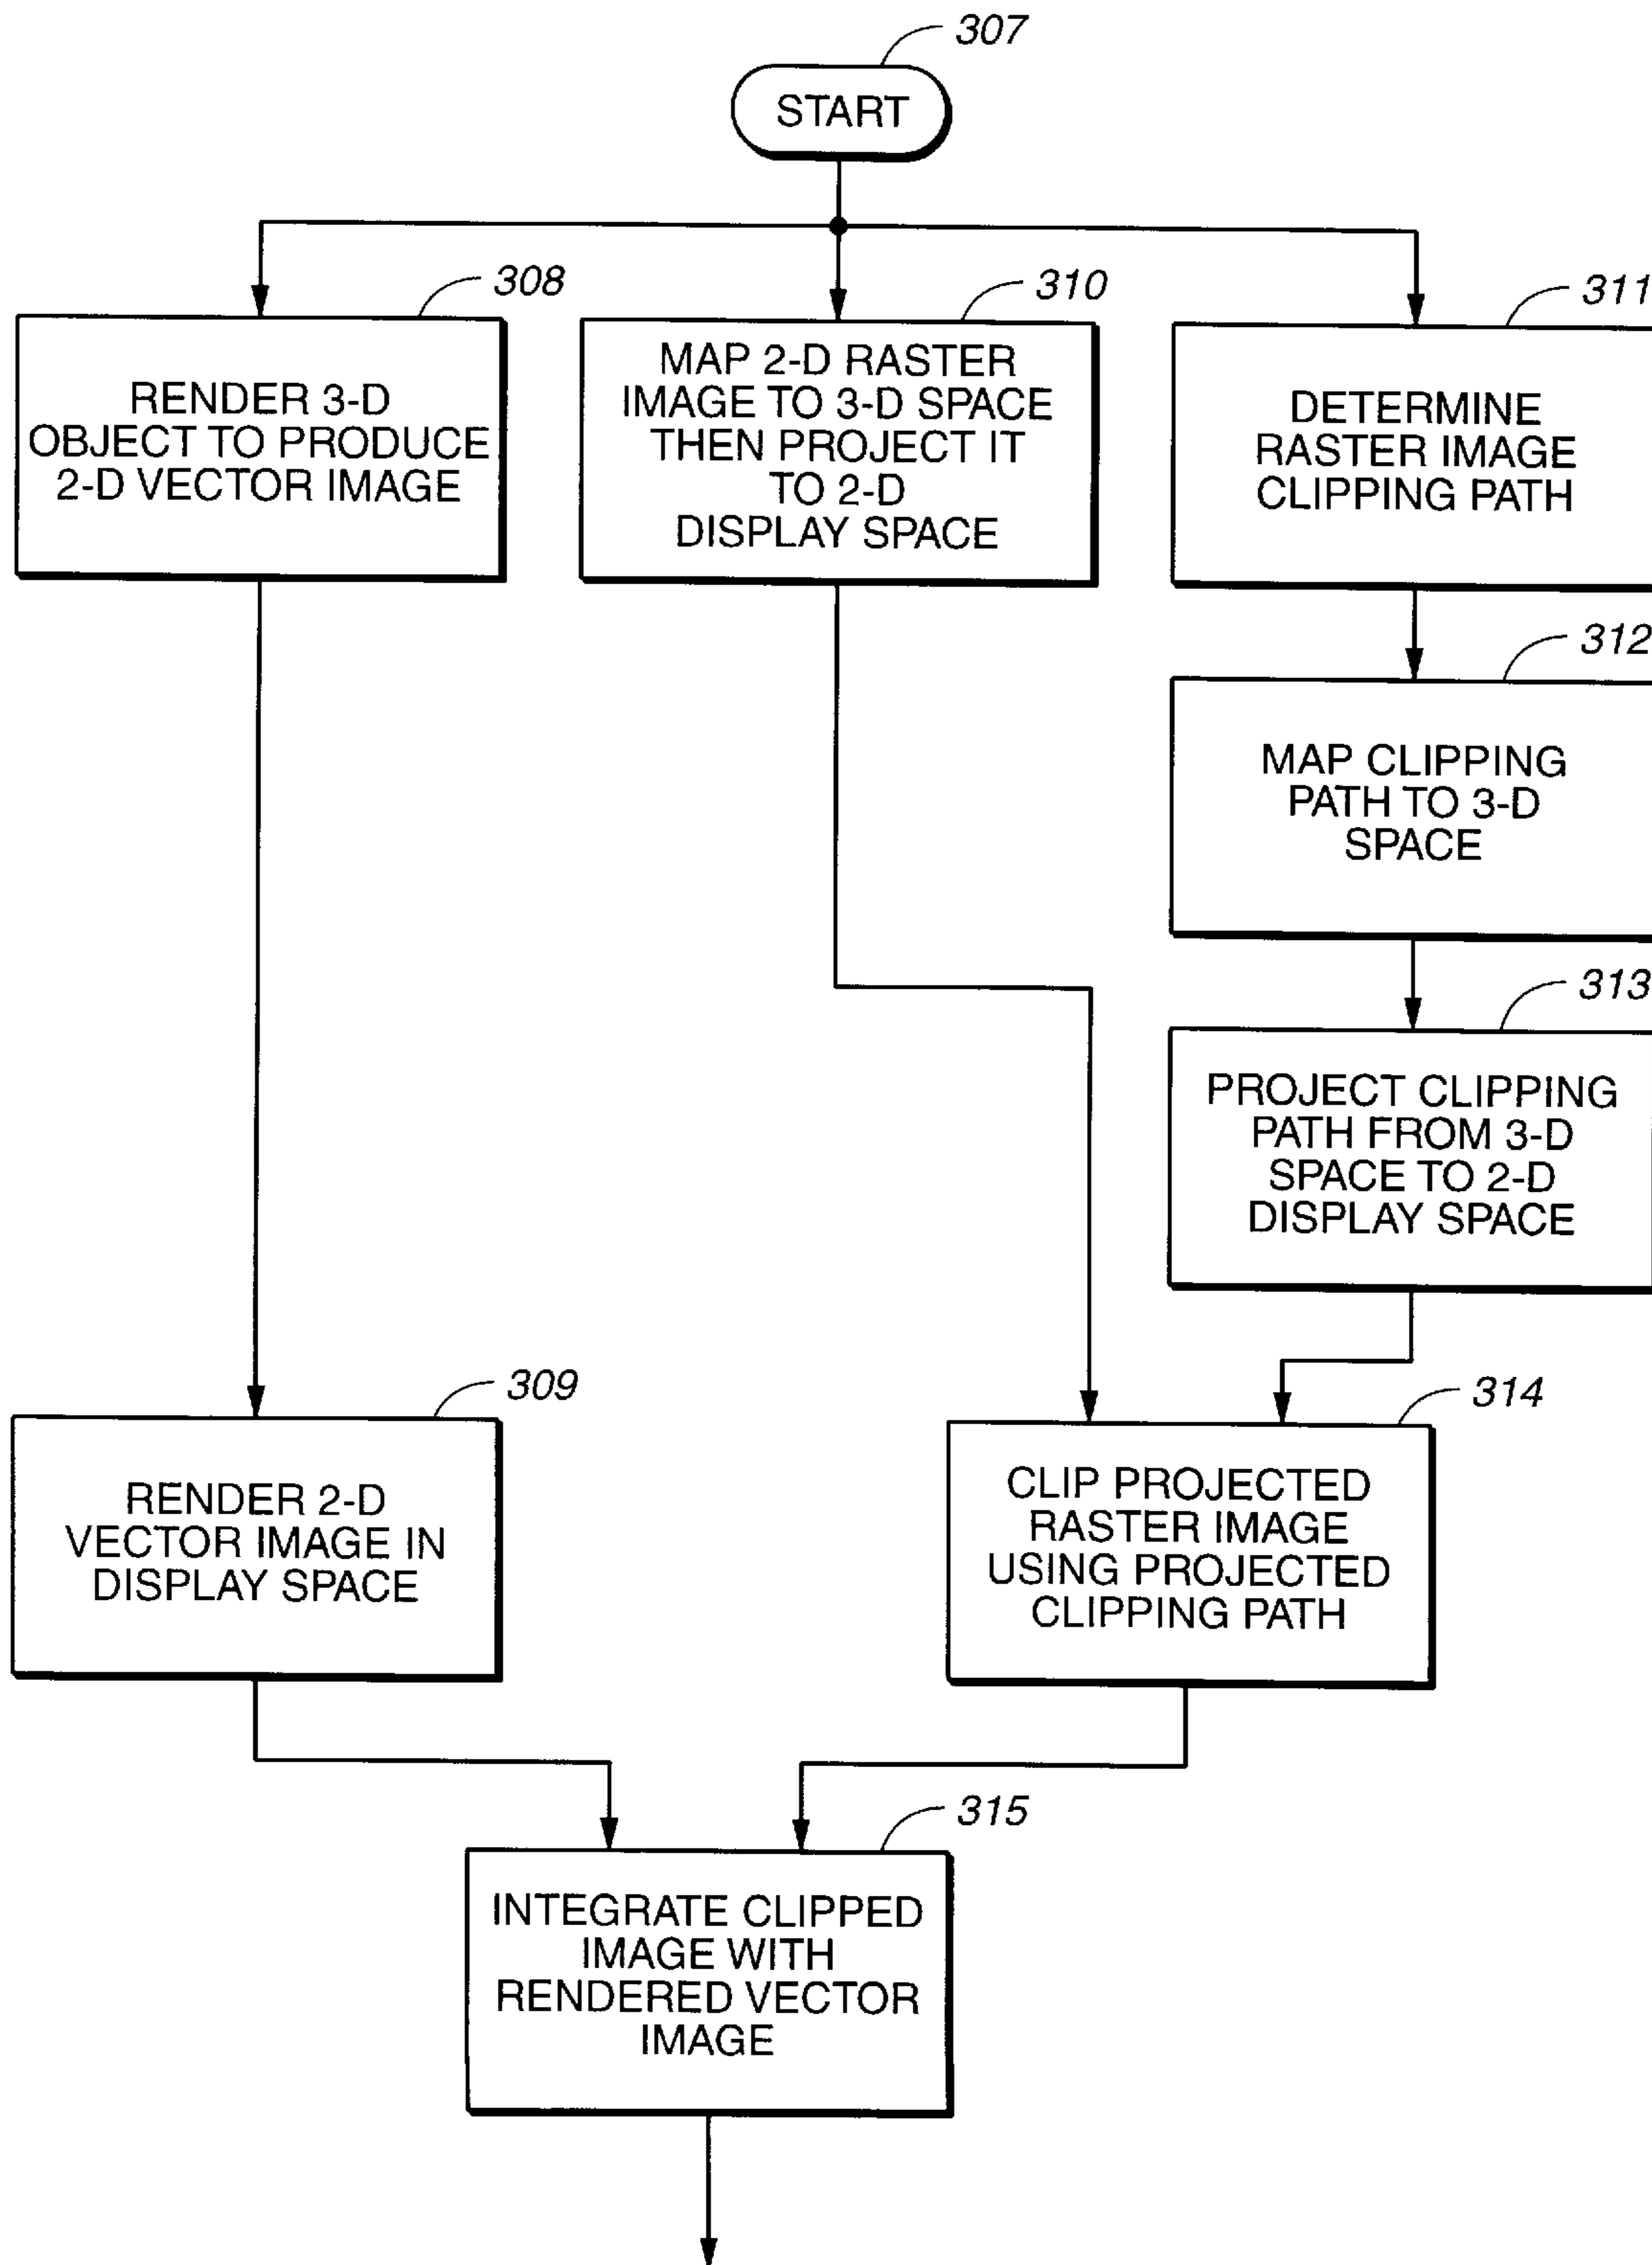 307
START
308
RENDER 3-D
OBJECT TO PRODUCE
2-D VECTOR IMAGE
310
MAP 2-D RASTER
IMAGE TO 3-D SPACE
THEN PROJECT IT
TO 2-D
DISPLAY SPACE
311
DETERMINE
RASTER IMAGE
CLIPPING PATH
312
MAP CLIPPING
PATH TO 3-D
SPACE
313
PROJECT CLIPPING
PATH FROM 3-D
SPACE TO 2-D
DISPLAY SPACE
309
RENDER 2-D
VECTOR IMAGE IN
DISPLAY SPACE
314
CLIP PROJECTED
RASTER IMAGE
USING PROJECTED
CLIPPING PATH
315
INTEGRATE CLIPPED
IMAGE WITH
RENDERED VECTOR
IMAGE